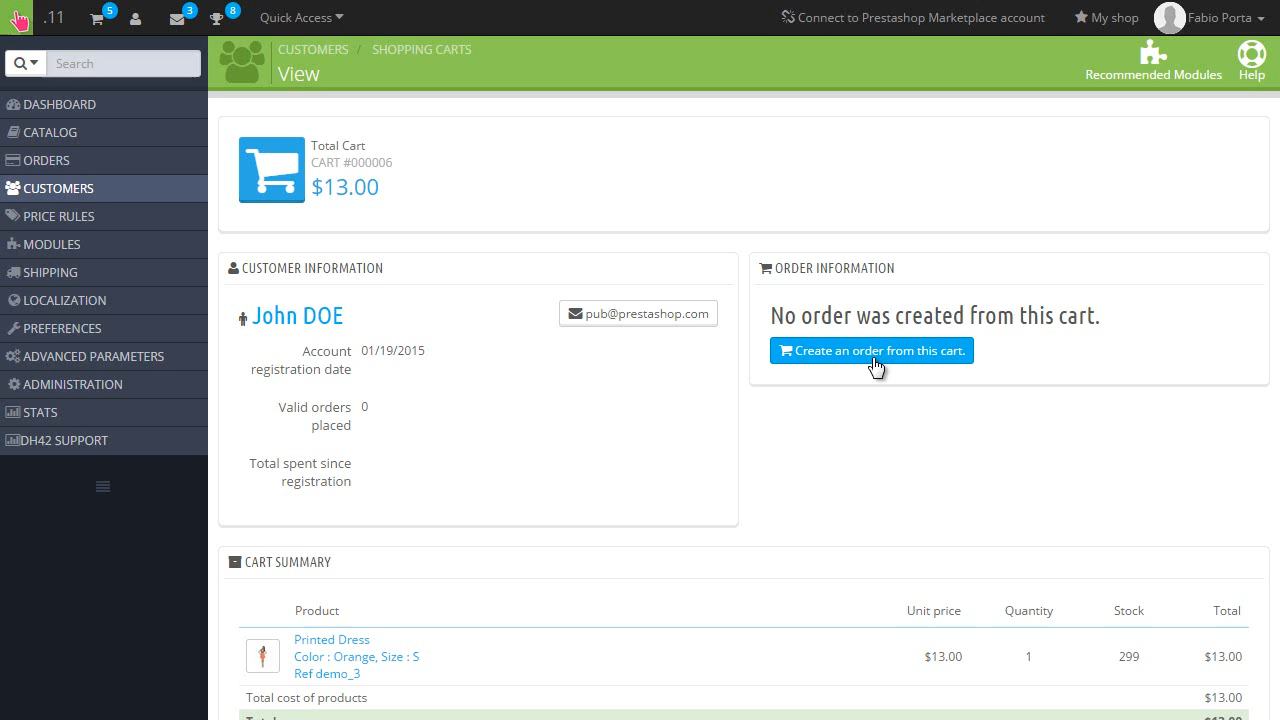 .11
5
3
8
Quick Access
Connect to Prestashop Marketplace account
My shop
Fabio Porta
Search
CUSTOMERS / SHOPPING CARTS
View
Recommended Modules
Help
DASHBOARD
CATALOG
ORDERS
CUSTOMERS
PRICE RULES
MODULES
SHIPPING
LOCALIZATION
PREFERENCES
ADVANCED PARAMETERS
ADMINISTRATION
STATS
DH42 SUPPORT
Total Cart
CART #000006
$13.00
CUSTOMER INFORMATION
John DOE
pub@prestashop.com
Account registration date 01/19/2015
Valid orders placed 0
Total spent since registration
ORDER INFORMATION
No order was created from this cart.
Create an order from this cart.
CART SUMMARY
Product Unit price Quantity Stock Total
Printed Dress
Color : Orange, Size : S
Ref demo_3
$13.00 1 299 $13.00
Total cost of products $13.00
Total $13.00